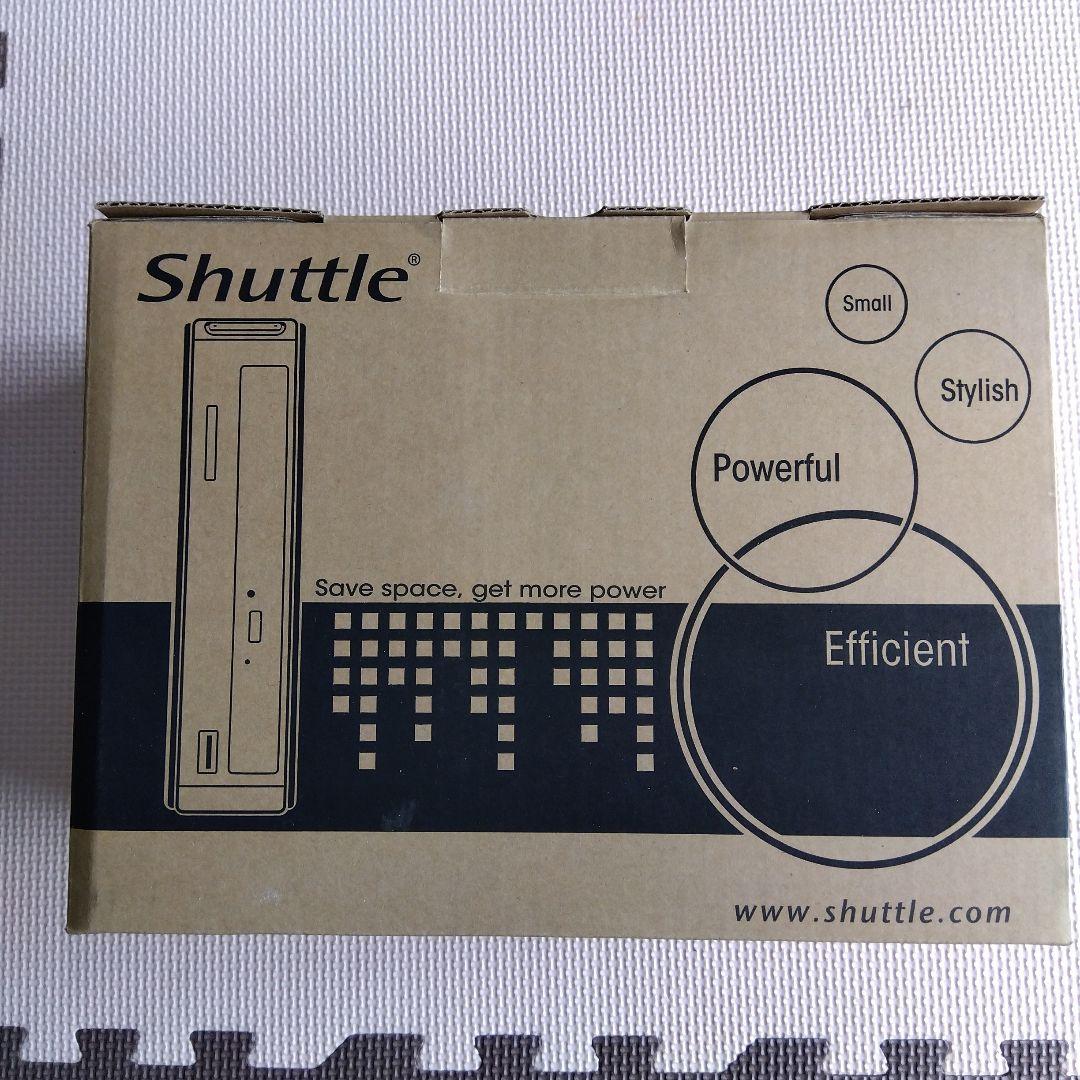 Shuttle®
Small
Stylish
Powerful
Save space, get more power
Efficient
www.shuttle.com